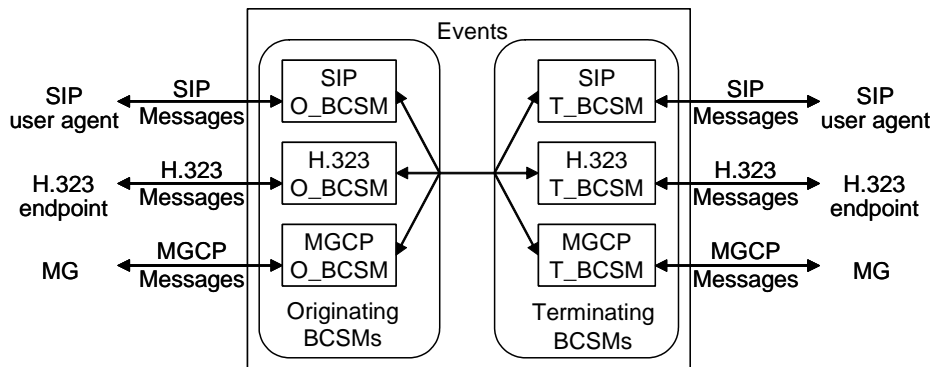 Events
SIP
user agent
SIP
Messages
SIP
O_BCSM
SIP
T_BCSM
SIP
Messages
SIP
user agent
H.323
endpoint
H.323
Messages
H.323
O_BCSM
H.323
T_BCSM
H.323
Messages
H.323
endpoint
MG
MGCP
Messages
MGCP
O_BCSM
MGCP
T_BCSM
MGCP
Messages
MG
Originating
BCSMs
Terminating
BCSMs